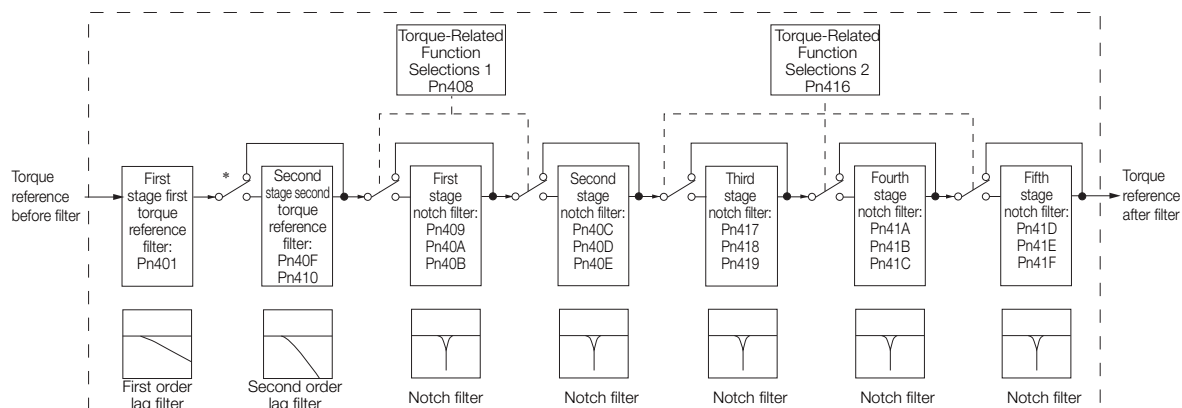 Torque-Related
Function
Selections 1
Pn408
Torque-Related
Function
Selections 2
Pn416
Torque
reference
before filter
First
stage first
torque
reference
filter:
Pn401
*
Second
stage second
torque
reference
filter:
Pn40F
Pn410
First
stage
notch filter:
Pn409
Pn40A
Pn40B
Second
stage
notch filter:
Pn40C
Pn40D
Pn40E
Third
stage
notch filter:
Pn417
Pn418
Pn419
Fourth
stage
notch filter:
Pn41A
Pn41B
Pn41C
Fifth
stage
notch filter:
Pn41D
Pn41E
Pn41F
Torque
reference
after filter
First order
lag filter
Second order
lag filter
Notch filter
Notch filter
Notch filter
Notch filter
Notch filter